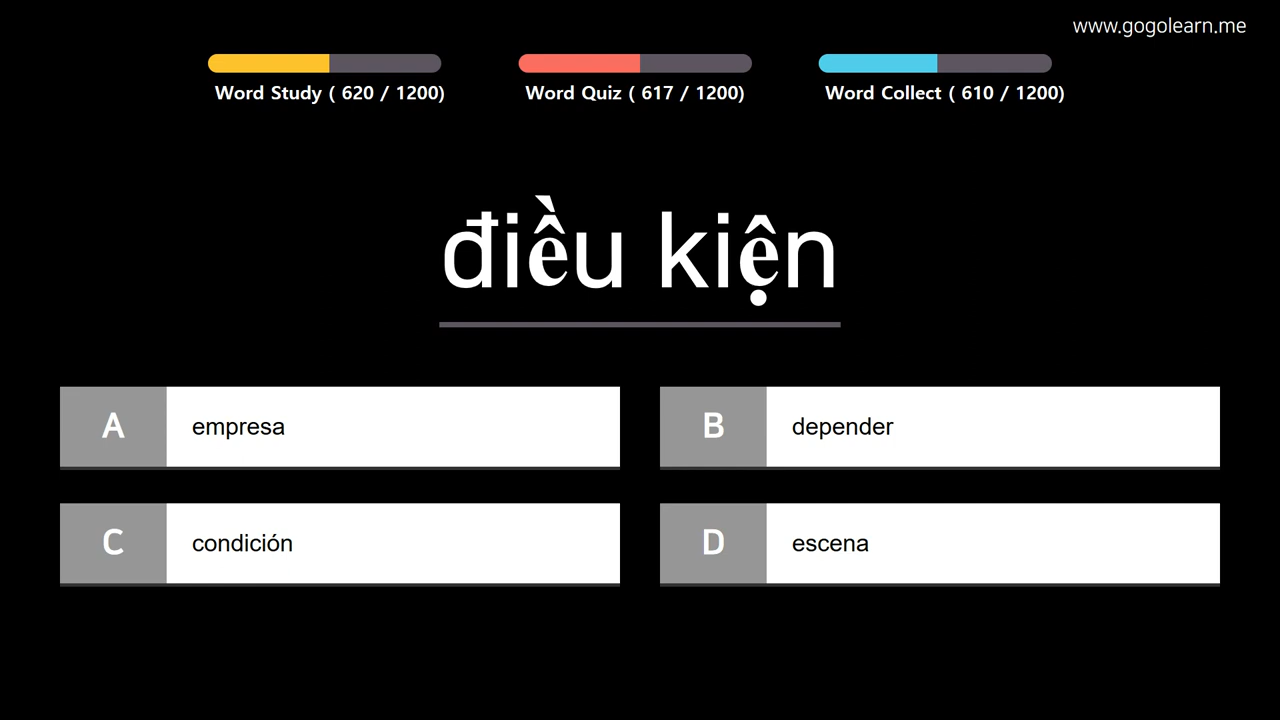 www.gogolearn.me
Word Study ( 620 / 1200)
Word Quiz ( 617 / 1200)
Word Collect ( 610 / 1200)
điều kiện
A
empresa
B
depender
C
condición
D
escena